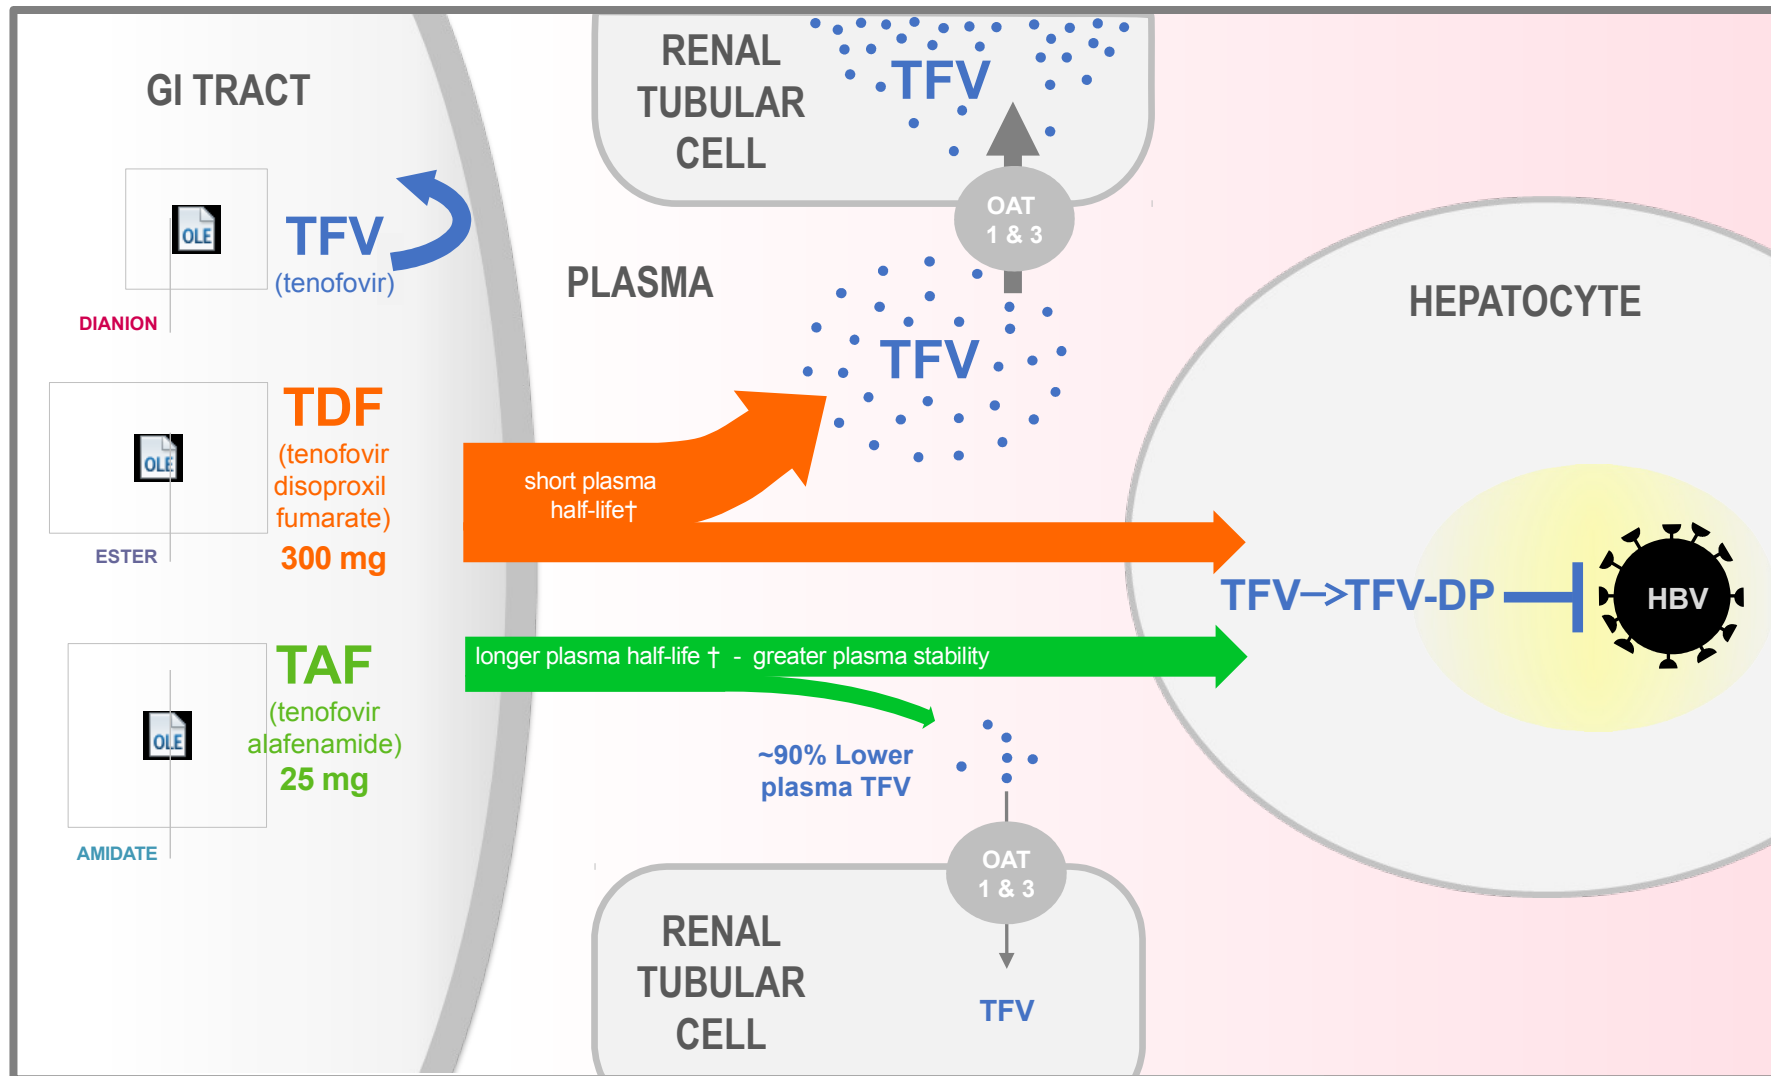 GI TRACT
OLE
TFV
(tenofovir)
DIANION
OLE
TDF
(tenofovir
disoproxil
fumarate)
300 mg
ESTER
OLE
TAF
(tenofovir
alafenamide)
25 mg
AMIDATE
RENAL
TUBULAR
CELL
TFV
OAT
1 & 3
PLASMA
TFV
short plasma
half-life†
longer plasma half-life † - greater plasma stability
~90% Lower
plasma TFV
OAT
1 & 3
RENAL
TUBULAR
CELL
TFV
HEPATOCYTE
TFV→TFV-DP
HBV